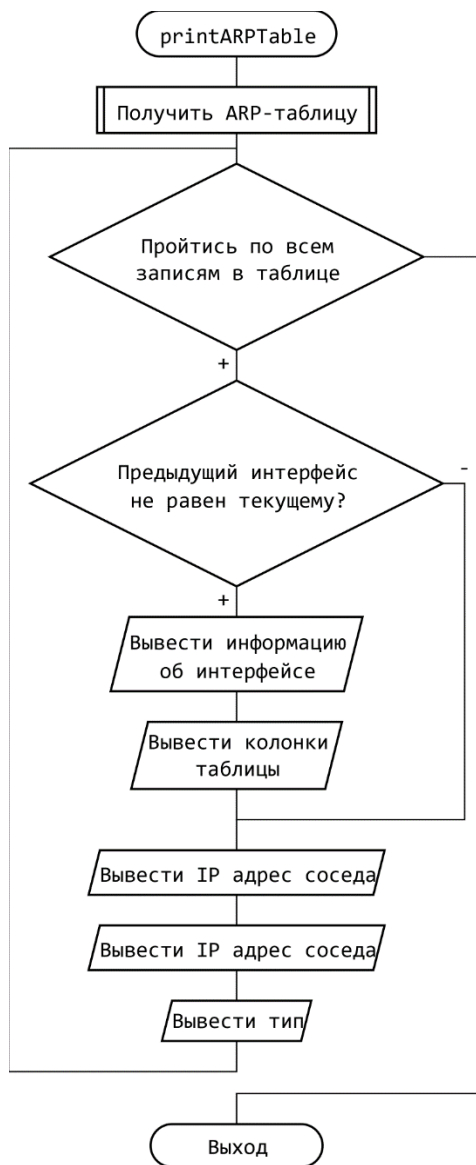 printARPTable
Получить ARP-таблицу
Пройтись по всем
записям в таблице
+
Предыдущий интерфейс
не равен текущему?
-
+
Вывести информацию
об интерфейсе
Вывести колонки
таблицы
Вывести IP адрес соседа
Вывести IP адрес соседа
Вывести тип
Выход